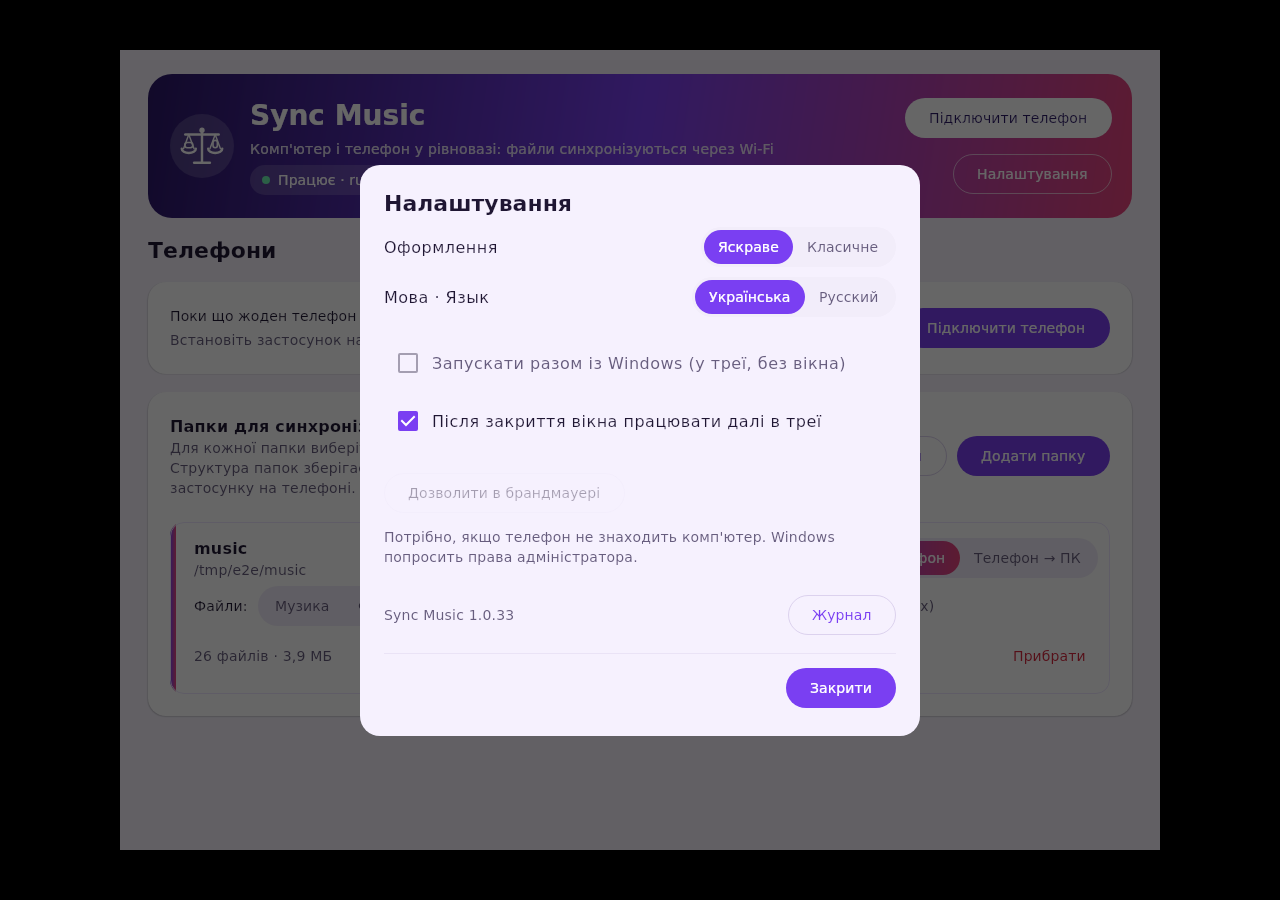 Sync Music
Комп'ютер і телефон у рівновазі: файли синхронізуються через Wi-Fi
Працює ·
Підключити телефон
Налаштування
Телефони
Поки що жоден телефон
Встановіть застосунок
Підключити телефон
Папки для
Для кожної папки
Структура папок
застосунку на телефоні.
Додати папку
music
/tmp/e2e/music
Телефон → ПК
Файли:
Музика
26 файлів · 3,9 МБ
Прибрати
Налаштування
Оформлення
Яскраве
Класичне
Мова · Язык
Українська
Русский
Запускати разом із Windows (у треї, без вікна)
Після закриття вікна працювати далі в треї
Дозволити в брандмауері
Потрібно, якщо телефон не знаходить комп'ютер. Windows
попросить права адміністратора.
Sync Music 1.0.33
Журнал
Закрити